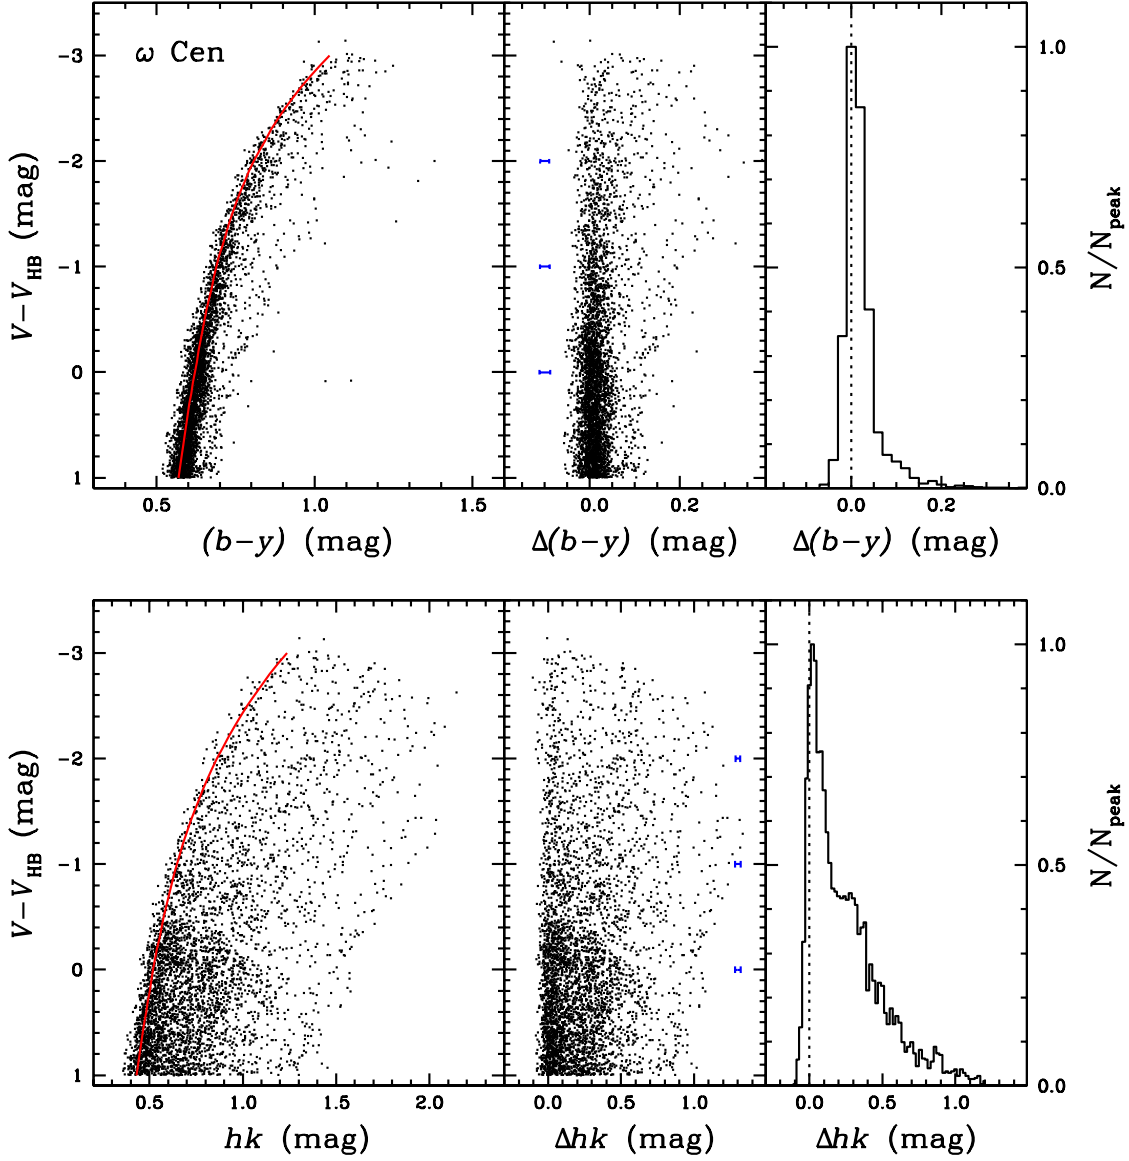 ω Cen
-3
-2
-1
0
1
V-V_HB (mag)
0.5 1.0 1.5
(b-y) (mag)
0.0 0.2
Δ(b-y) (mag)
0.0 0.2
Δ(b-y) (mag)
1.0
0.5
0.0
N/N_peak
-3
-2
-1
0
1
V-V_HB (mag)
0.5 1.0 1.5 2.0
hk (mag)
0.0 0.5 1.0
Δhk (mag)
0.0 0.5 1.0
Δhk (mag)
1.0
0.5
0.0
N/N_peak